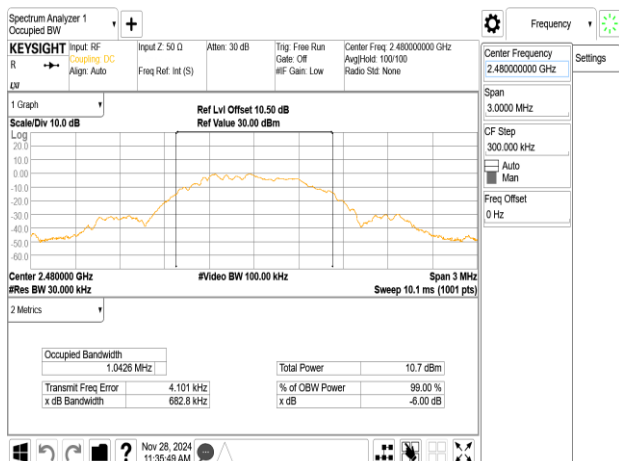 Spectrum Analyzer 1
Occupied BW
KEYSIGHT
R
Input: RF
Coupling: DC
Align: Auto
Input Z: 50 Ω
Freq Ref: Int (S)
Atten: 30 dB
Trig: Free Run
Gate: Off
#IF Gain: Low
Center Freq: 2.480000000 GHz
Avg|Hold: 100/100
Radio Std: None
1 Graph
Scale/Div 10.0 dB
Ref Lvl Offset 10.50 dB
Ref Value 30.00 dBm
Log
20.0
10.0
0.00
-10.0
-20.0
-30.0
-40.0
-50.0
-60.0
Center 2.480000 GHz
#Res BW 30.000 kHz
#Video BW 100.00 kHz
Span 3 MHz
Sweep 10.1 ms (1001 pts)
2 Metrics
Occupied Bandwidth
1.0426 MHz
Transmit Freq Error 4.101 kHz
x dB Bandwidth 682.8 kHz
Total Power 10.7 dBm
% of OBW Power 99.00 %
x dB -6.00 dB
Nov 28, 2024
11:35:49 AM
Frequency
Settings
Center Frequency
2.480000000 GHz
Span
3.0000 MHz
CF Step
300.000 kHz
Auto
Man
Freq Offset
0 Hz